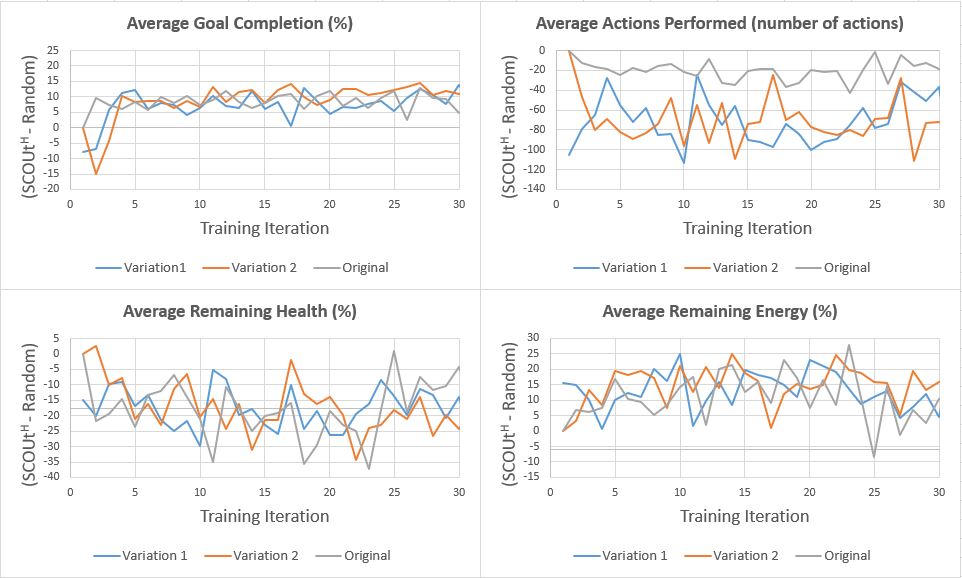 Average Goal Completion (%)
(SCOUtᴴ - Random)
25
20
15
10
5
0
-5
-10
-15
-20
0 5 10 15 20 25 30
Training Iteration
Variation1 Variation 2 Original
Average Actions Performed (number of actions)
(SCOUtᴴ - Random)
0
-20
-40
-60
-80
-100
-120
-140
0 5 10 15 20 25 30
Training Iteration
Variation 1 Variation 2 Original
Average Remaining Health (%)
(SCOUtᴴ - Random)
5
0
-5
-10
-15
-20
-25
-30
-35
-40
0 5 10 15 20 25 30
Training Iteration
Variation 1 Variation 2 Original
Average Remaining Energy (%)
(SCOUtᴴ - Random)
30
25
20
15
10
5
0
-5
-10
-15
0 5 10 15 20 25 30
Training Iteration
Variation 1 Variation 2 Original